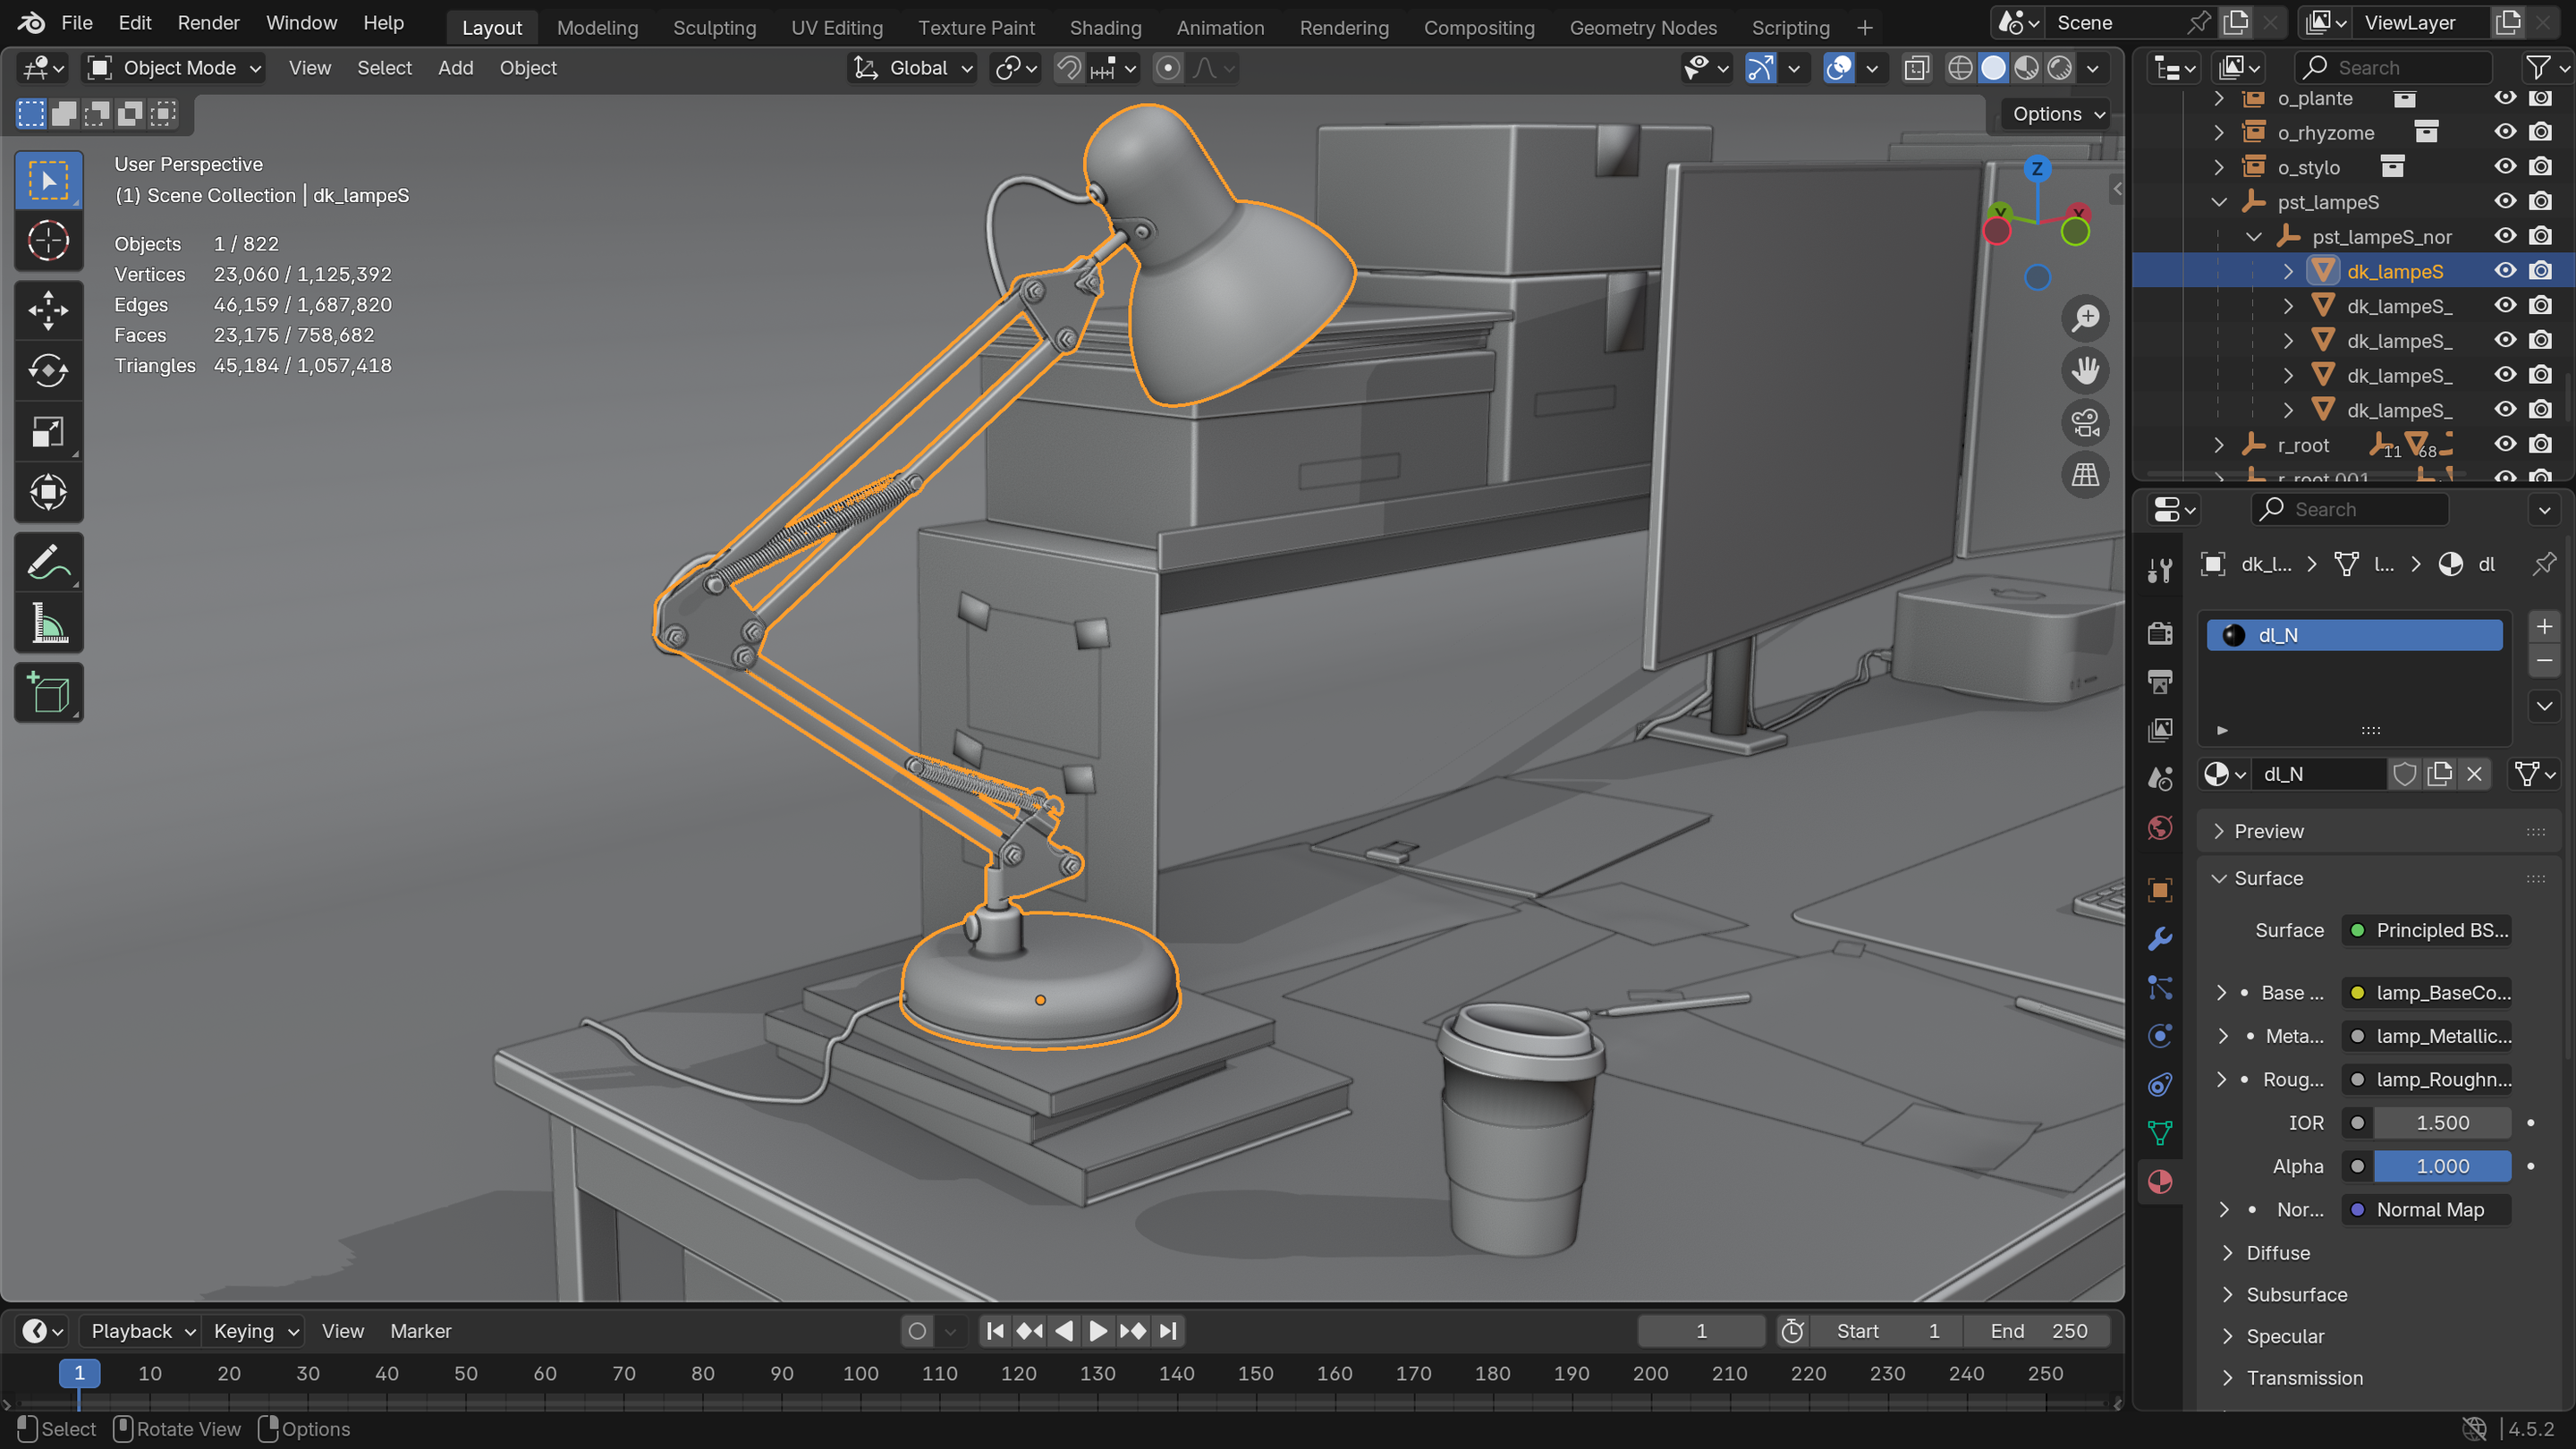 File Edit Render Window Help Layout Modeling Sculpting UV Editing Texture Paint Shading Animation Rendering Compositing Geometry Nodes Scripting + Scene ViewLayer
Object Mode View Select Add Object Global Search
Options
User Perspective
(1) Scene Collection | dk_lampeS
Objects 1 / 822
Vertices 23,060 / 1,125,392
Edges 46,159 / 1,687,820
Faces 23,175 / 758,682
Triangles 45,184 / 1,057,418
Z
Y X
o_plante
o_rhyzome
o_stylo
pst_lampeS
pst_lampeS_nor
dk_lampeS
dk_lampeS_
dk_lampeS_
dk_lampeS_
dk_lampeS_
r_root 11 68
r_root.001
Search
dk_l... l... dl
dl_N
dl_N
Preview
Surface
Surface Principled BS...
Base ... lamp_BaseCo...
Meta... lamp_Metallic...
Roug... lamp_Roughn...
IOR 1.500
Alpha 1.000
Nor... Normal Map
Diffuse
Subsurface
Specular
Transmission
Playback Keying View Marker 1 Start 1 End 250
1 10 20 30 40 50 60 70 80 90 100 110 120 130 140 150 160 170 180 190 200 210 220 230 240 250
Select Rotate View Options 4.5.2